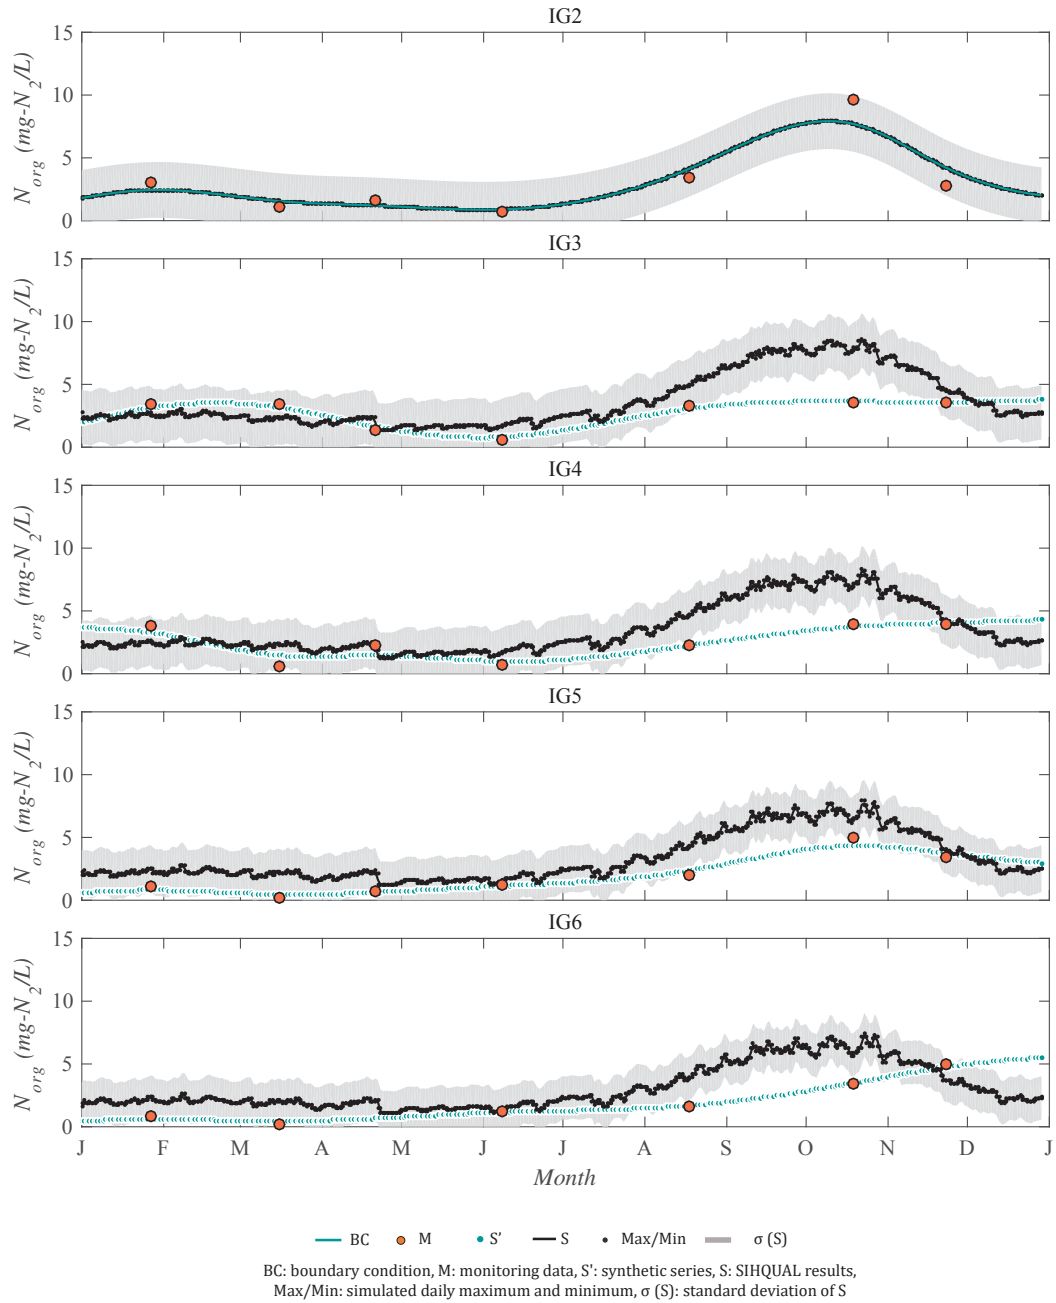 IG2
15
10
5
0
N_org (mg-N_2/L)
IG3
15
10
5
0
N_org (mg-N_2/L)
IG4
15
10
5
0
N_org (mg-N_2/L)
IG5
15
10
5
0
N_org (mg-N_2/L)
IG6
15
10
5
0
N_org (mg-N_2/L)
J F M A M J J A S O N D J
Month
BC M S' S Max/Min σ (S)
BC: boundary condition, M: monitoring data, S': synthetic series, S: SIHQUAL results,
Max/Min: simulated daily maximum and minimum, σ (S): standard deviation of S